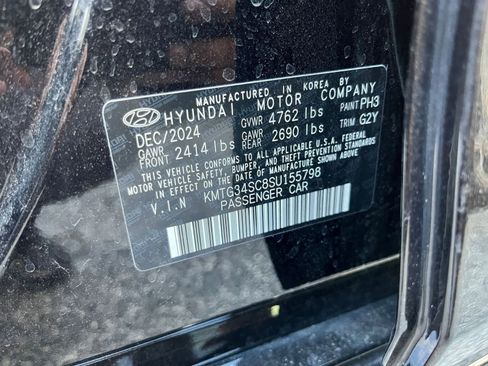 MANUFACTURED IN KOREA BY
HYUNDAI MOTOR COMPANY
DEC/2024 GVWR 4762 lbs PAINT PH3
GAWR FRONT 2414 lbs GAWR REAR 2690 lbs TRIM G2Y
THIS VEHICLE CONFORMS TO ALL APPLICABLE U.S.A. FEDERAL
MOTOR VEHICLE SAFETY, BUMPER, AND THEFT PREVENTION
STANDARDS IN EFFECT ON THE DATE OF MANUFACTURE SHOWN ABOVE.
V.I.N KMTG34SC8SU155798
PASSENGER CAR